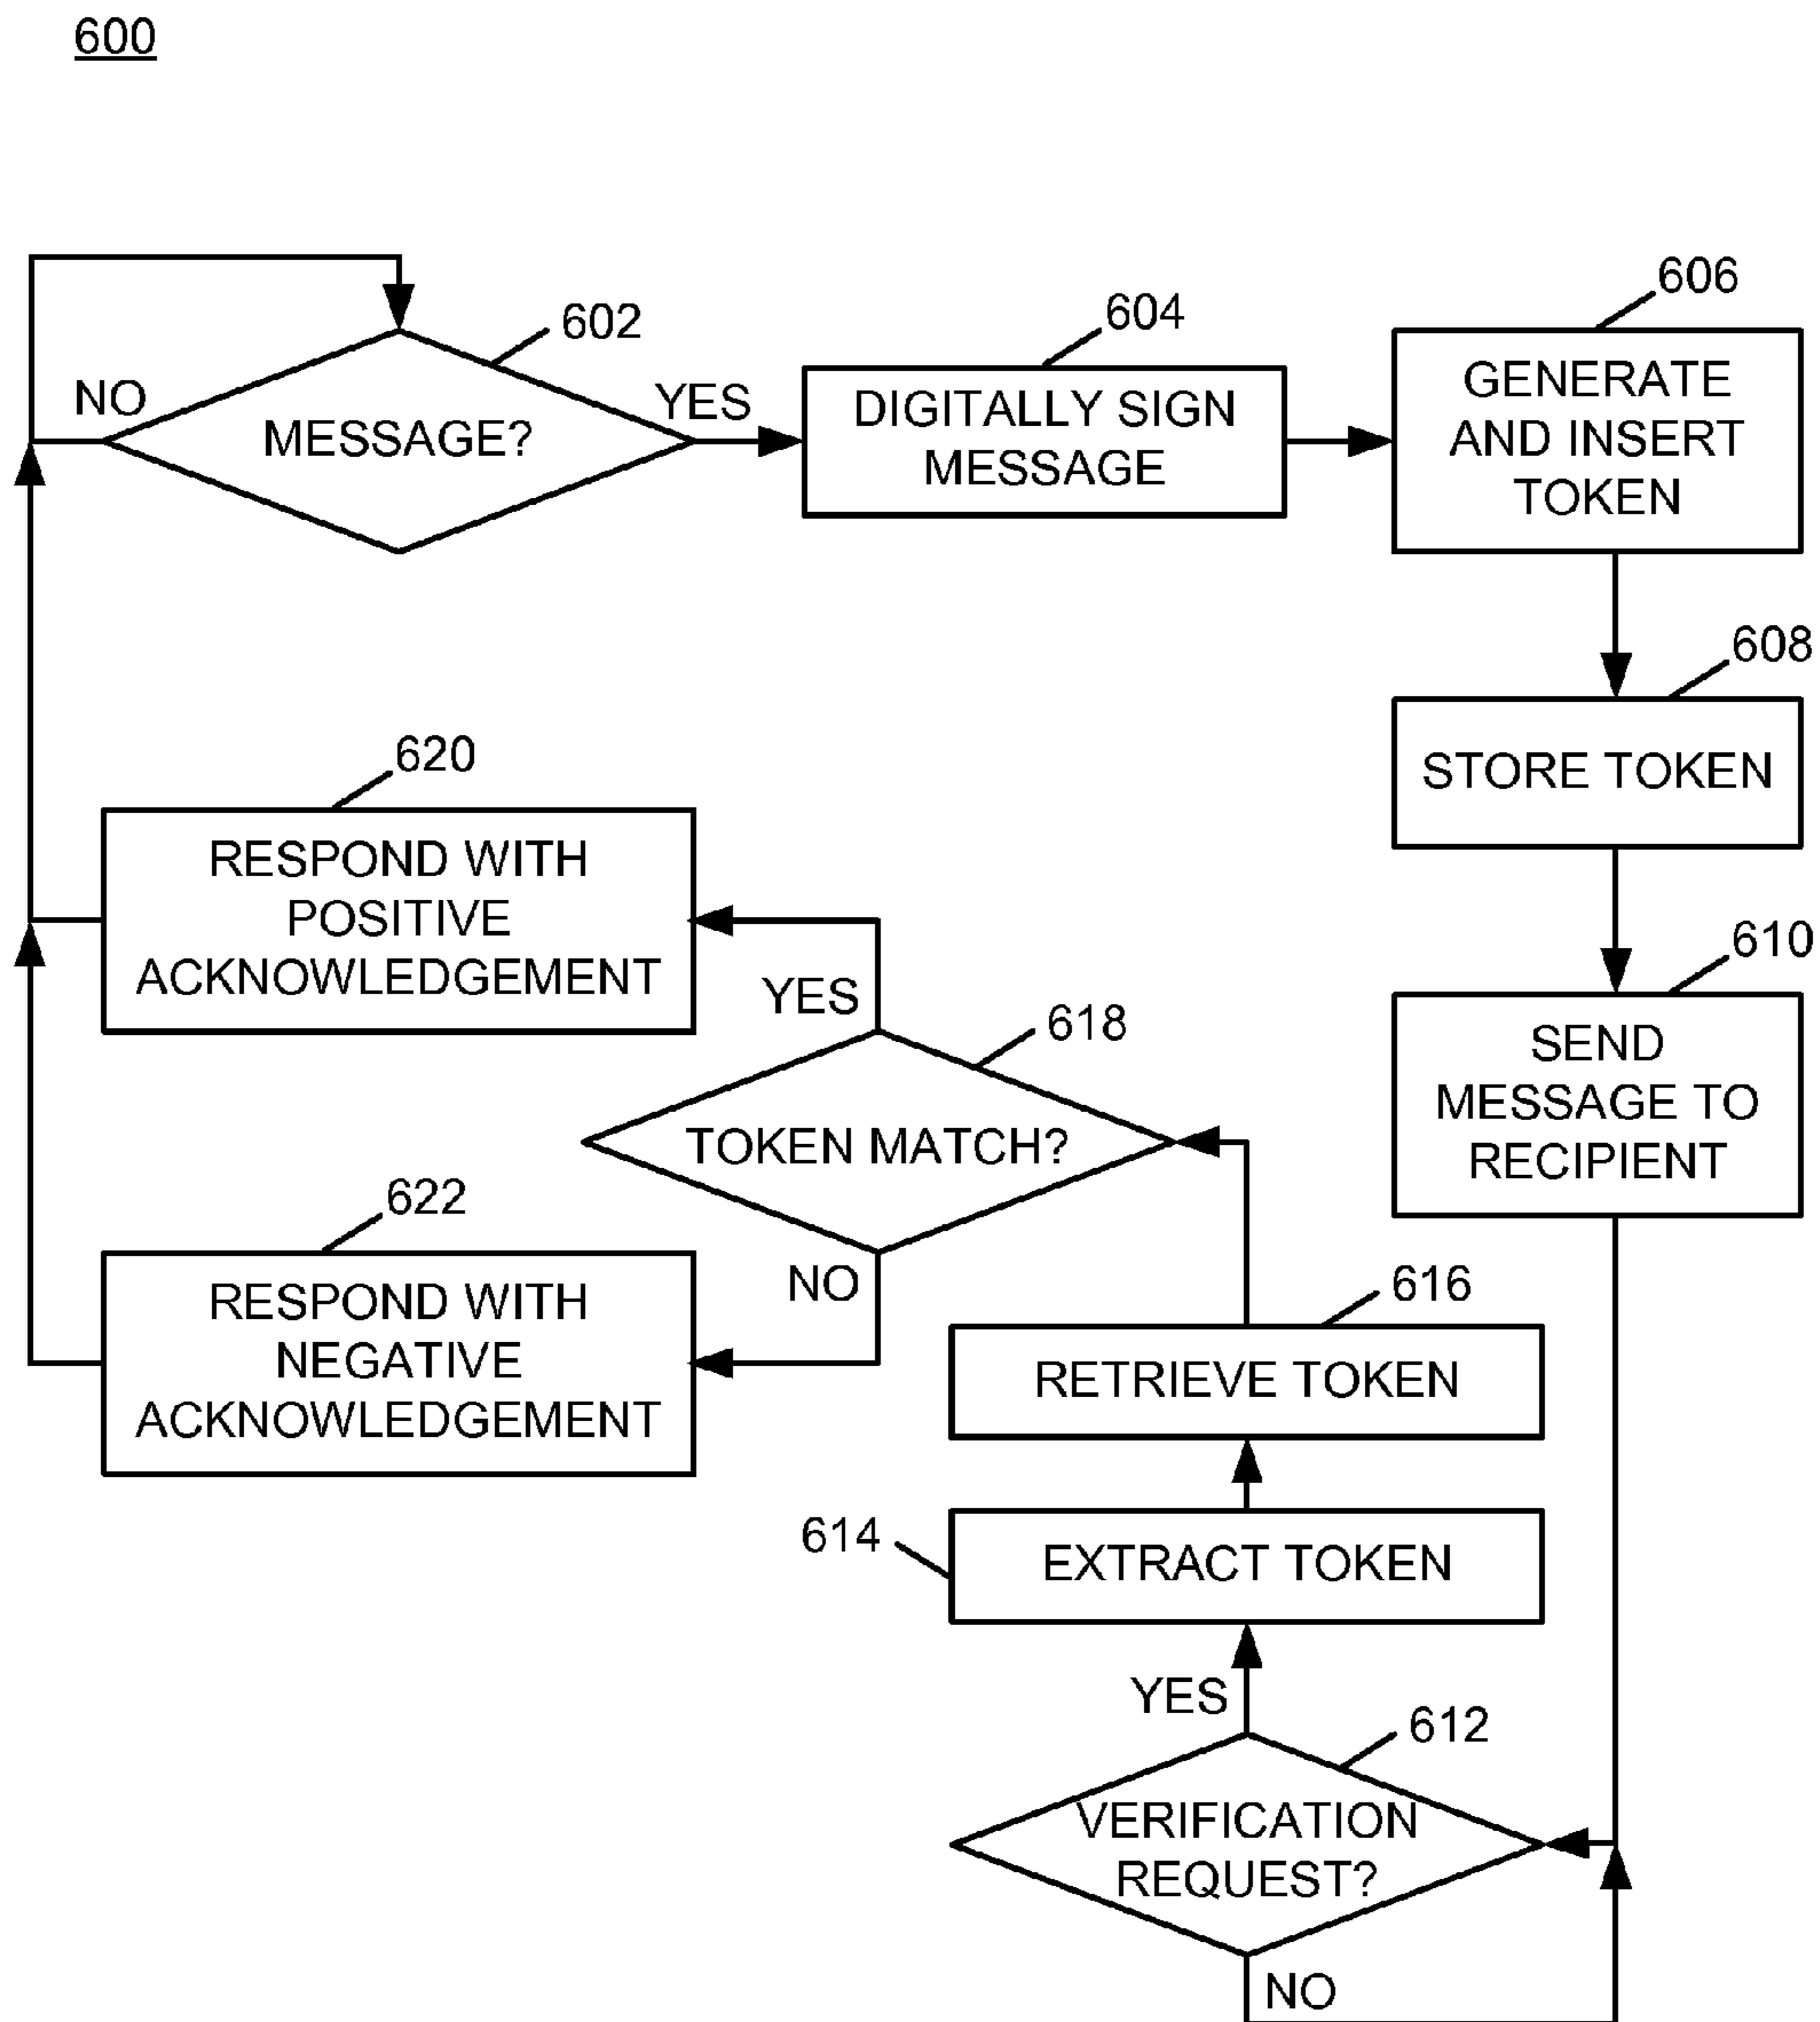 600
602
MESSAGE?
NO
YES
604
DIGITALLY SIGN
MESSAGE
606
GENERATE
AND INSERT
TOKEN
608
STORE TOKEN
610
SEND
MESSAGE TO
RECIPIENT
612
VERIFICATION
REQUEST?
NO
YES
614
EXTRACT TOKEN
616
RETRIEVE TOKEN
618
TOKEN MATCH?
YES
NO
620
RESPOND WITH
POSITIVE
ACKNOWLEDGEMENT
622
RESPOND WITH
NEGATIVE
ACKNOWLEDGEMENT